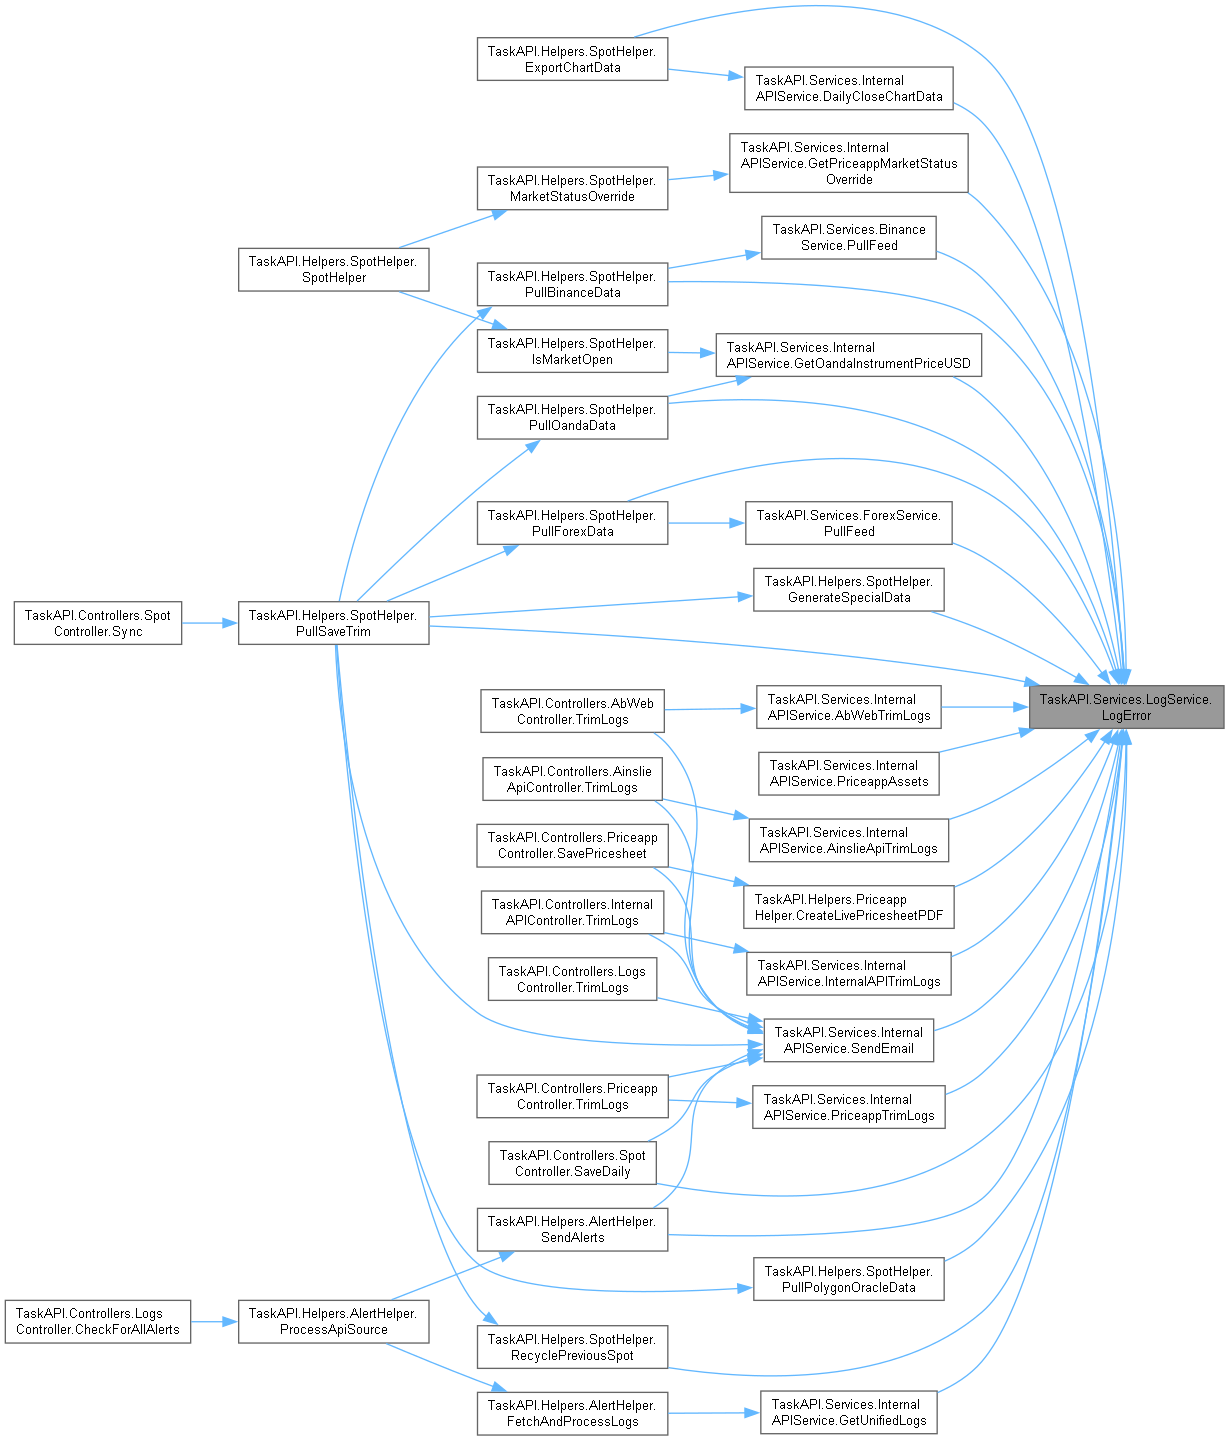 TaskAPI.Helpers.SpotHelper.
ExportChartData
TaskAPI.Services.Internal
APIService.DailyCloseChartData
TaskAPI.Services.Internal
APIService.GetPriceappMarketStatus
Override
TaskAPI.Helpers.SpotHelper.
MarketStatusOverride
TaskAPI.Services.Binance
Service.PullFeed
TaskAPI.Helpers.SpotHelper.
SpotHelper
TaskAPI.Helpers.SpotHelper.
PullBinanceData
TaskAPI.Helpers.SpotHelper.
IsMarketOpen
TaskAPI.Services.Internal
APIService.GetOandaInstrumentPriceUSD
TaskAPI.Helpers.SpotHelper.
PullOandaData
TaskAPI.Helpers.SpotHelper.
PullForexData
TaskAPI.Services.ForexService.
PullFeed
TaskAPI.Helpers.SpotHelper.
GenerateSpecialData
TaskAPI.Controllers.Spot
Controller.Sync
TaskAPI.Helpers.SpotHelper.
PullSaveTrim
TaskAPI.Services.LogService.
LogError
TaskAPI.Controllers.AbWeb
Controller.TrimLogs
TaskAPI.Services.Internal
APIService.AbWebTrimLogs
TaskAPI.Services.Internal
APIService.PriceappAssets
TaskAPI.Controllers.Ainslie
ApiController.TrimLogs
TaskAPI.Services.Internal
APIService.AinslieApiTrimLogs
TaskAPI.Controllers.Priceapp
Controller.SavePricesheet
TaskAPI.Helpers.Priceapp
Helper.CreateLivePricesheetPDF
TaskAPI.Controllers.Internal
APIController.TrimLogs
TaskAPI.Services.Internal
APIService.InternalAPITrimLogs
TaskAPI.Controllers.Logs
Controller.TrimLogs
TaskAPI.Services.Internal
APIService.SendEmail
TaskAPI.Controllers.Priceapp
Controller.TrimLogs
TaskAPI.Services.Internal
APIService.PriceappTrimLogs
TaskAPI.Controllers.Spot
Controller.SaveDaily
TaskAPI.Helpers.AlertHelper.
SendAlerts
TaskAPI.Helpers.SpotHelper.
PullPolygonOracleData
TaskAPI.Controllers.Logs
Controller.CheckForAllAlerts
TaskAPI.Helpers.AlertHelper.
ProcessApiSource
TaskAPI.Helpers.SpotHelper.
RecyclePreviousSpot
TaskAPI.Helpers.AlertHelper.
FetchAndProcessLogs
TaskAPI.Services.Internal
APIService.GetUnifiedLogs